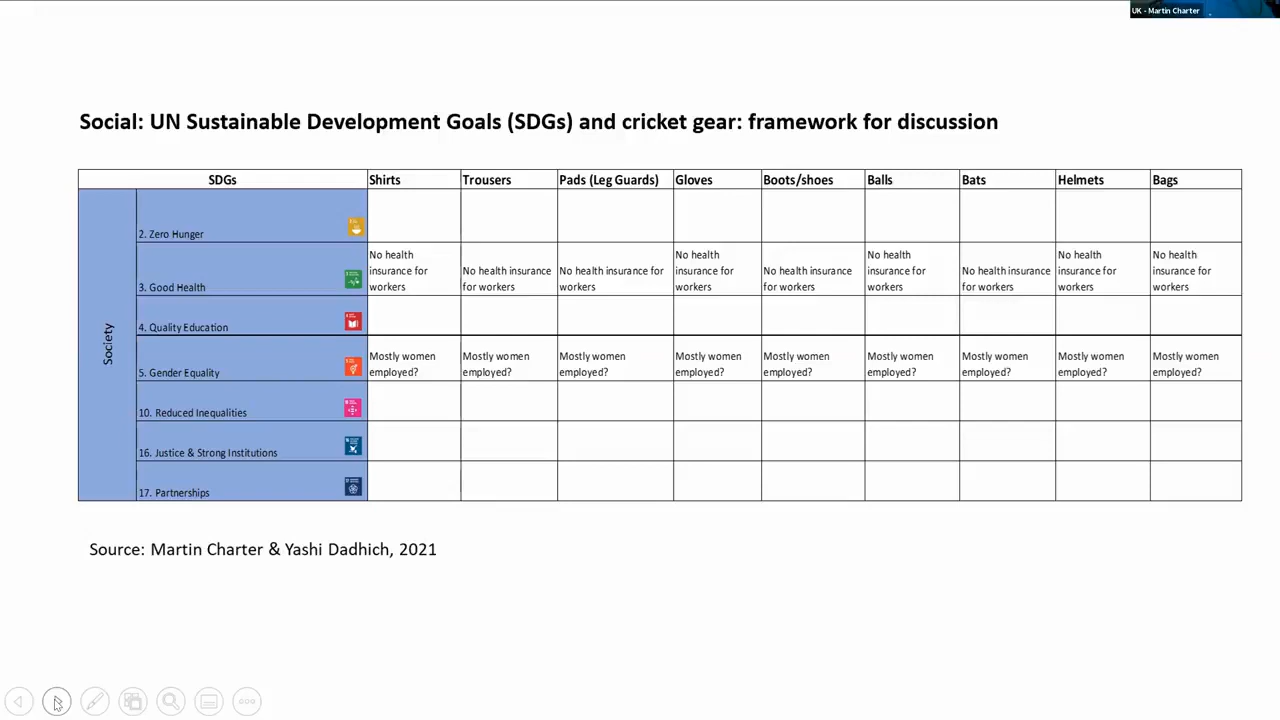 UK - Martin Charter
Social: UN Sustainable Development Goals (SDGs) and cricket gear: framework for discussion
SDGs Shirts Trousers Pads (Leg Guards) Gloves Boots/shoes Balls Bats Helmets Bags
Society
2. Zero Hunger
3. Good Health
No health
insurance for
workers
No health insurance
for workers
No health insurance for
workers
No health
insurance for
workers
No health insurance
for workers
No health
insurance for
workers
No health insurance
for workers
No health
insurance for
workers
No health
insurance for
workers
4. Quality Education
5. Gender Equality
Mostly women
employed?
Mostly women
employed?
Mostly women
employed?
Mostly women
employed?
Mostly women
employed?
Mostly women
employed?
Mostly women
employed?
Mostly women
employed?
Mostly women
employed?
10. Reduced Inequalities
16. Justice & Strong Institutions
17. Partnerships
Source: Martin Charter & Yashi Dadhich, 2021